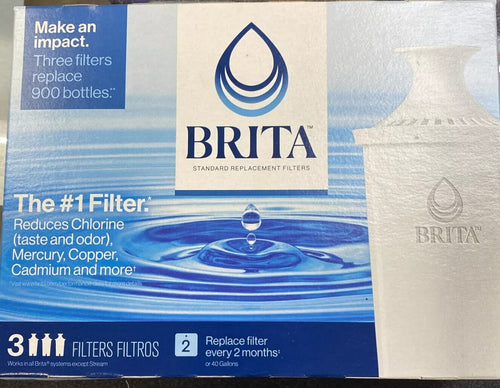 Make an
impact.
Three filters
replace
900 bottles.**
BRITA™
STANDARD REPLACEMENT FILTERS
The #1 Filter.*
Reduces Chlorine
(taste and odor),
Mercury, Copper,
Cadmium and more†
BRITA
3 FILTERS FILTROS
Works in all Brita® systems except Stream
2
Replace filter
every 2 months‡
or 40 Gallons